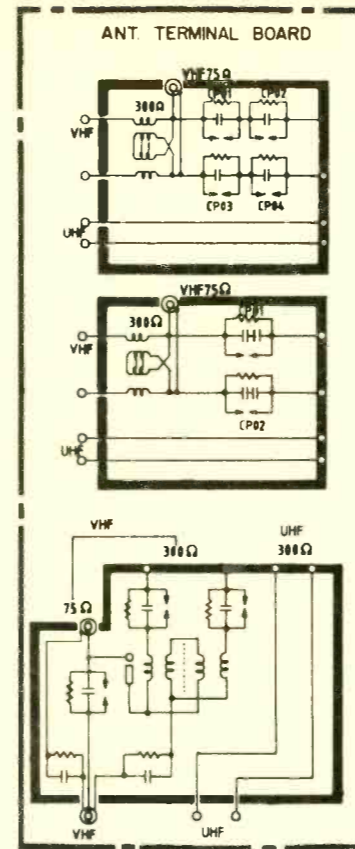 ANT. TERMINAL BOARD
VHF75Ω
300Ω
CP01 CP02
VHF
CP03 CP04
UHF
VHF75Ω
300Ω
CP01
VHF
CP02
UHF
VHF
300Ω
UHF
300Ω
75Ω
VHF
UHF